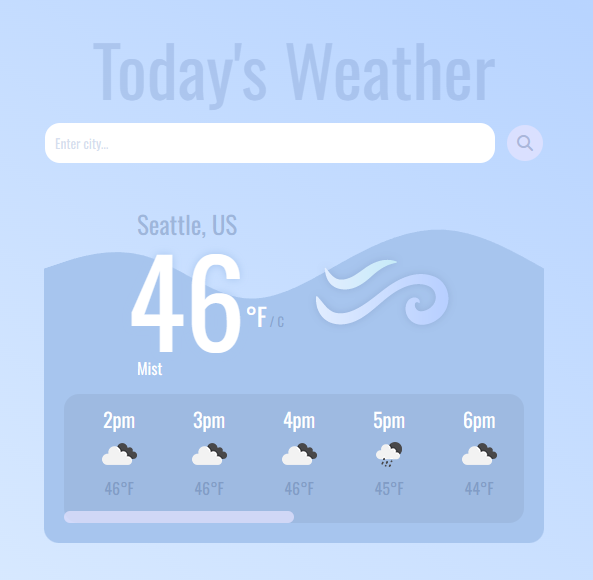 Today's Weather
Enter city...
Seattle, US
46 °F / C
Mist
2pm 3pm 4pm 5pm 6pm
46°F 46°F 46°F 45°F 44°F